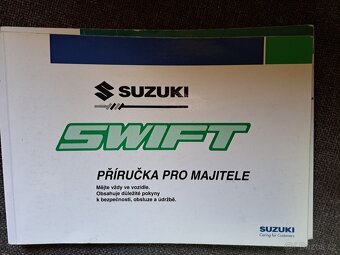 SUZUKI
SWIFT
PŘÍRUČKA PRO MAJITELE
Mějte vždy ve vozidle.
Obsahuje důležité pokyny
k bezpečnosti, obsluze a údržbě.
SUZUKI
Caring for Customers